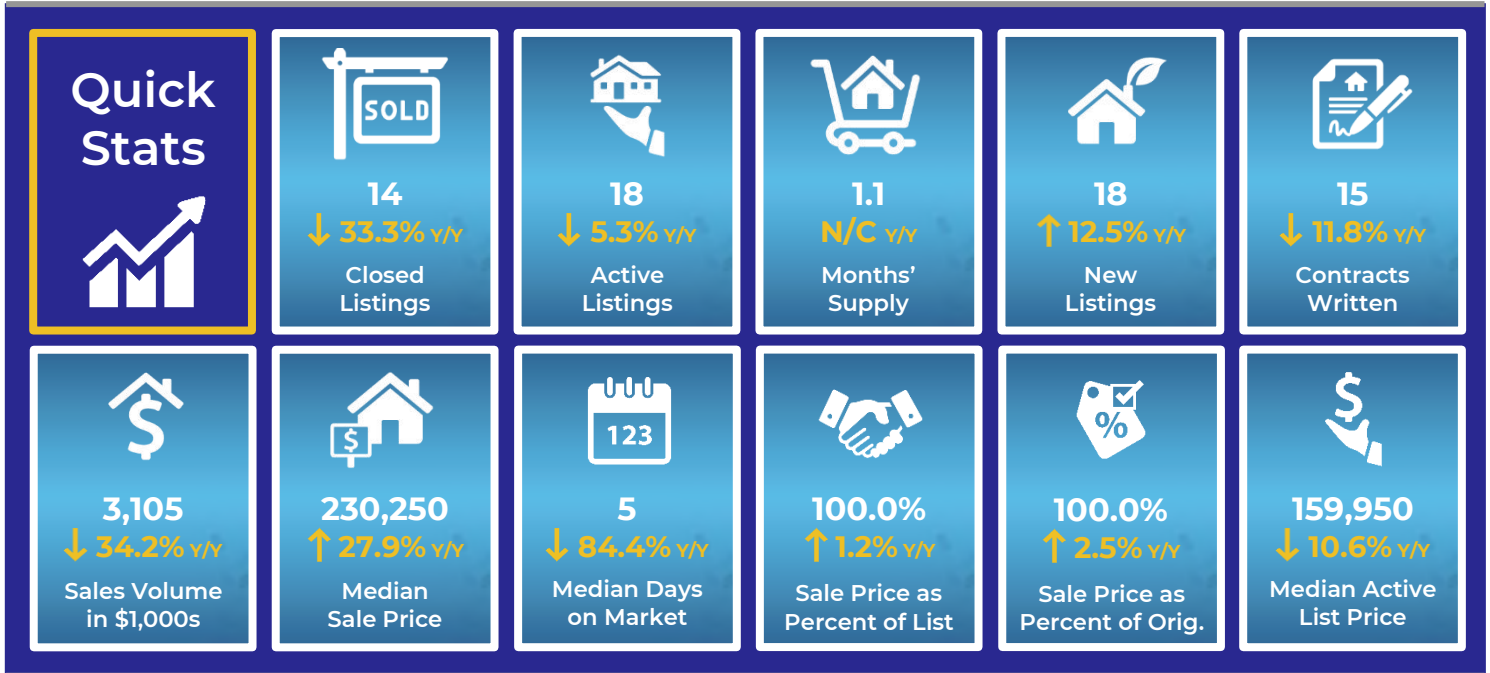 Quick
Stats
SOLD
14
↓ 33.3% Y/Y
Closed
Listings
18
↓ 5.3% Y/Y
Active
Listings
1.1
N/C Y/Y
Months’
Supply
18
↑ 12.5% Y/Y
New
Listings
15
↓ 11.8% Y/Y
Contracts
Written
$
3,105
↓ 34.2% Y/Y
Sales Volume
in $1,000s
$
230,250
↑ 27.9% Y/Y
Median
Sale Price
123
5
↓ 84.4% Y/Y
Median Days
on Market
100.0%
↑ 1.2% Y/Y
Sale Price as
Percent of List
%
100.0%
↑ 2.5% Y/Y
Sale Price as
Percent of Orig.
$
159,950
↓ 10.6% Y/Y
Median Active
List Price